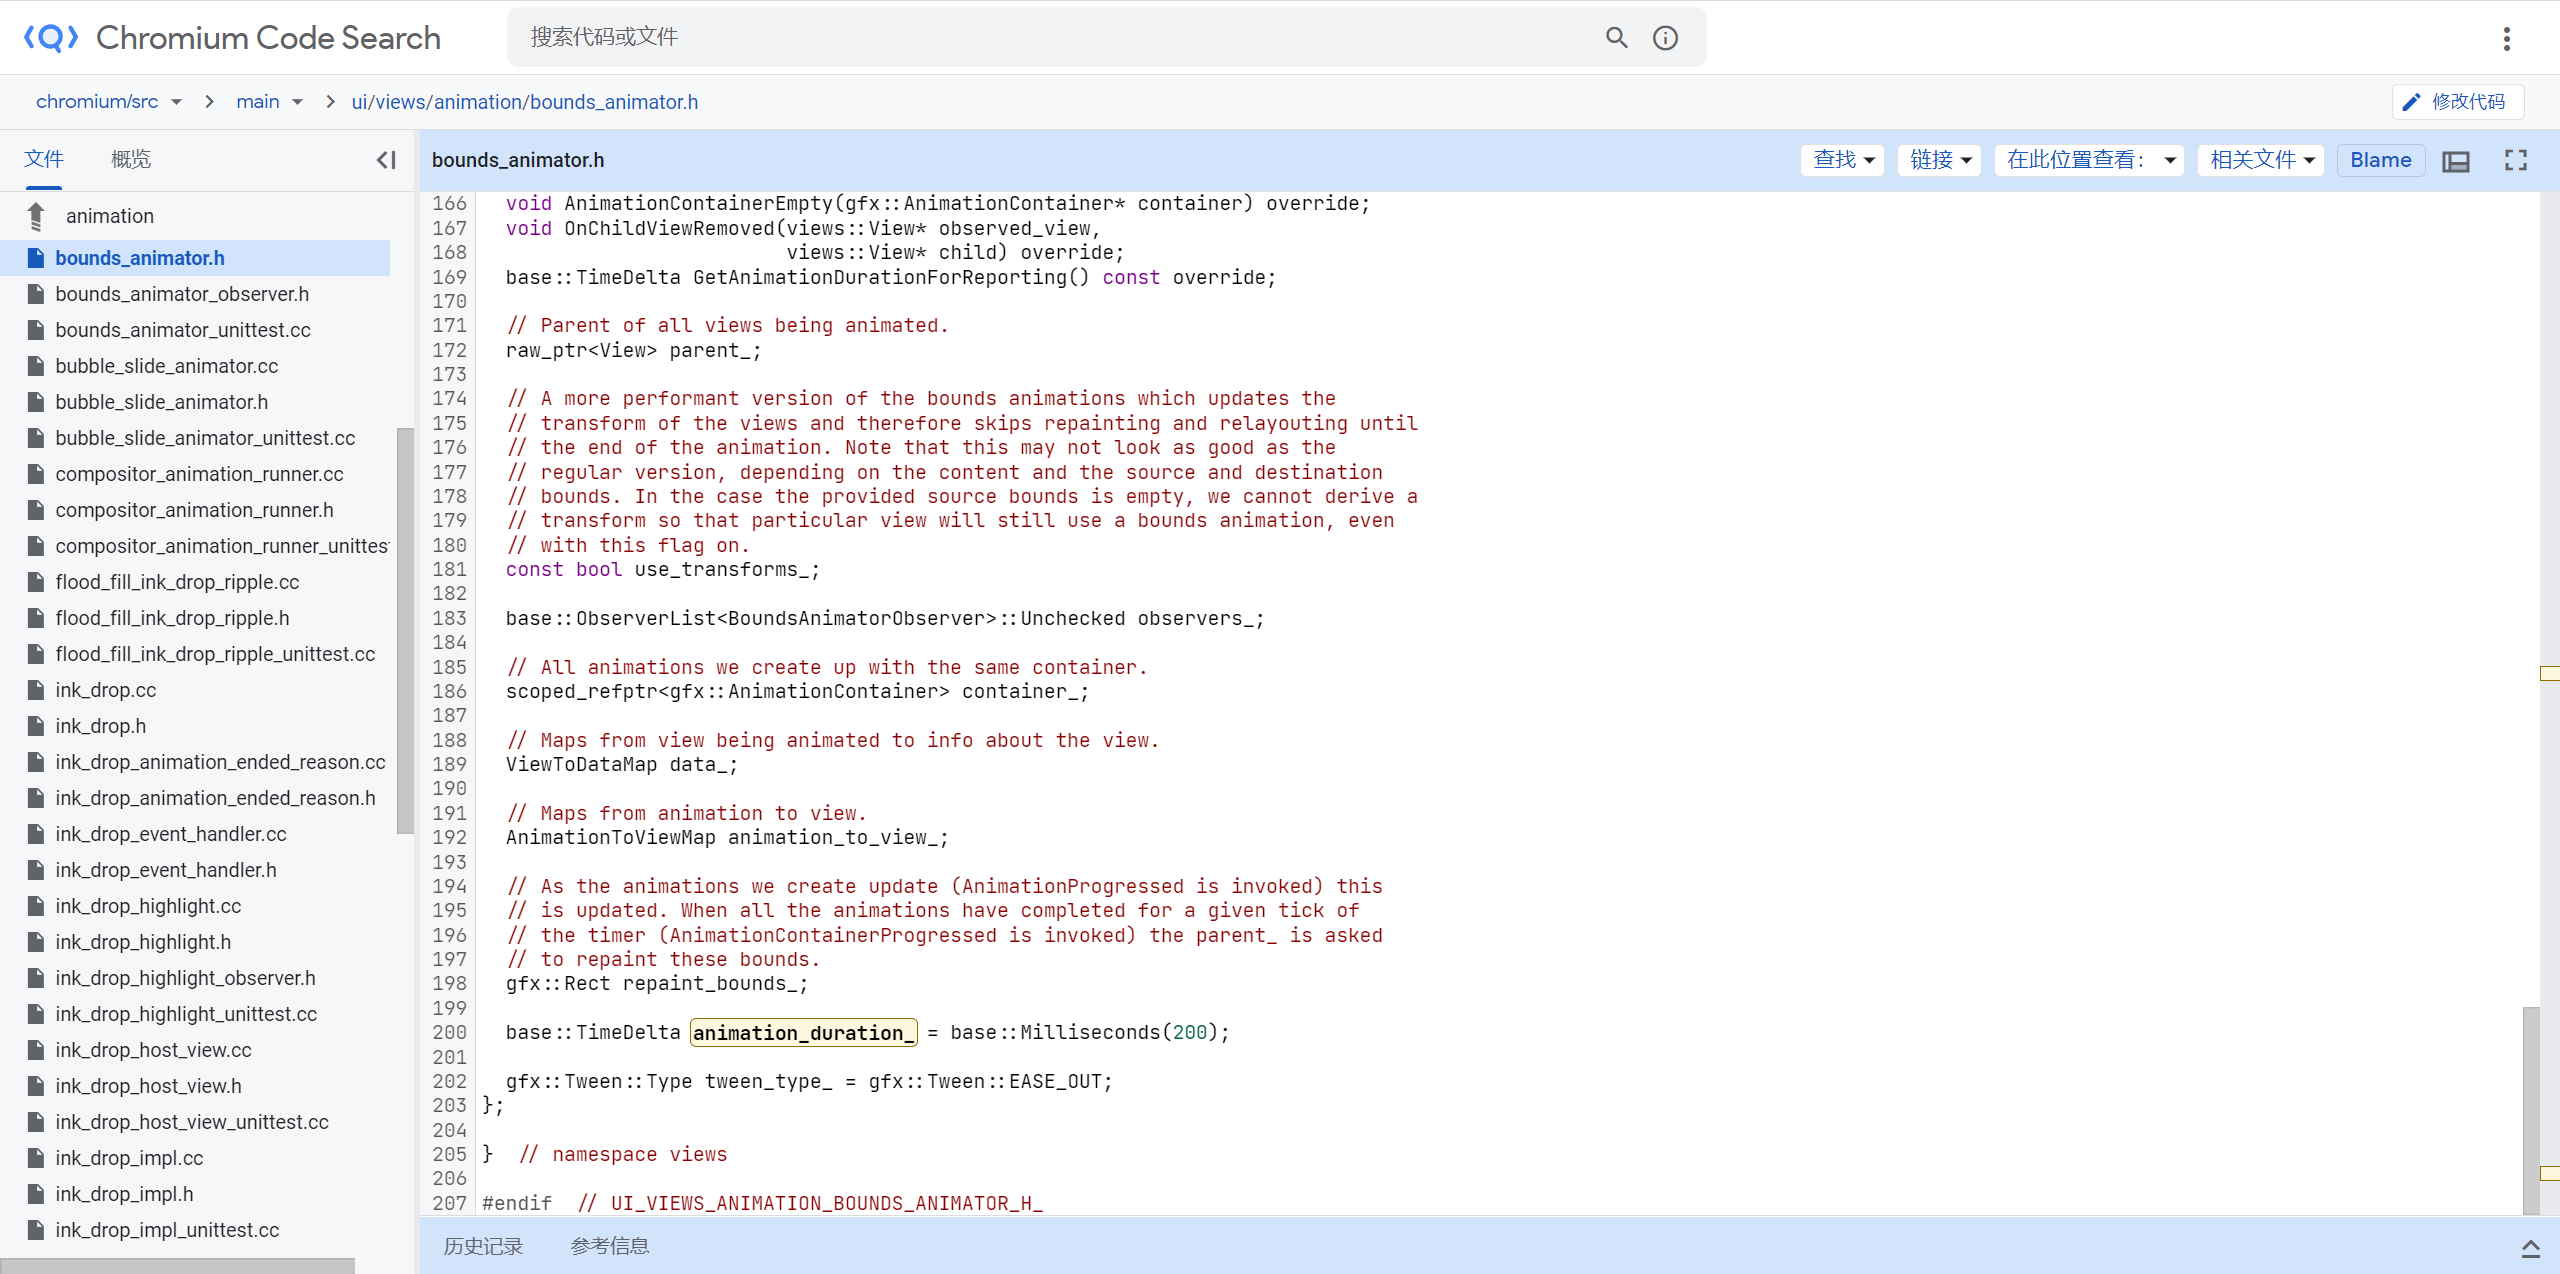 Chromium Code Search
搜索代码或文件
chromium/src
main
ui/views/animation/bounds_animator.h
修改代码
文件
概览
animation
bounds_animator.h
bounds_animator_observer.h
bounds_animator_unittest.cc
bubble_slide_animator.cc
bubble_slide_animator.h
bubble_slide_animator_unittest.cc
compositor_animation_runner.cc
compositor_animation_runner.h
compositor_animation_runner_unittes
flood_fill_ink_drop_ripple.cc
flood_fill_ink_drop_ripple.h
flood_fill_ink_drop_ripple_unittest.cc
ink_drop.cc
ink_drop.h
ink_drop_animation_ended_reason.cc
ink_drop_animation_ended_reason.h
ink_drop_event_handler.cc
ink_drop_event_handler.h
ink_drop_highlight.cc
ink_drop_highlight.h
ink_drop_highlight_observer.h
ink_drop_highlight_unittest.cc
ink_drop_host_view.cc
ink_drop_host_view.h
ink_drop_host_view_unittest.cc
ink_drop_impl.cc
ink_drop_impl.h
ink_drop_impl_unittest.cc
bounds_animator.h
查找
链接
在此位置查看：
相关文件
Blame
166   void AnimationContainerEmpty(gfx::AnimationContainer* container) override;
167   void OnChildViewRemoved(views::View* observed_view,
168                           views::View* child) override;
169   base::TimeDelta GetAnimationDurationForReporting() const override;
170
171   // Parent of all views being animated.
172   raw_ptr<View> parent_;
173
174   // A more performant version of the bounds animations which updates the
175   // transform of the views and therefore skips repainting and relayouting until
176   // the end of the animation. Note that this may not look as good as the
177   // regular version, depending on the content and the source and destination
178   // bounds. In the case the provided source bounds is empty, we cannot derive a
179   // transform so that particular view will still use a bounds animation, even
180   // with this flag on.
181   const bool use_transforms_;
182
183   base::ObserverList<BoundsAnimatorObserver>::Unchecked observers_;
184
185   // All animations we create up with the same container.
186   scoped_refptr<gfx::AnimationContainer> container_;
187
188   // Maps from view being animated to info about the view.
189   ViewToDataMap data_;
190
191   // Maps from animation to view.
192   AnimationToViewMap animation_to_view_;
193
194   // As the animations we create update (AnimationProgressed is invoked) this
195   // is updated. When all the animations have completed for a given tick of
196   // the timer (AnimationContainerProgressed is invoked) the parent_ is asked
197   // to repaint these bounds.
198   gfx::Rect repaint_bounds_;
199
200   base::TimeDelta animation_duration_ = base::Milliseconds(200);
201
202   gfx::Tween::Type tween_type_ = gfx::Tween::EASE_OUT;
203 };
204
205 }  // namespace views
206
207 #endif  // UI_VIEWS_ANIMATION_BOUNDS_ANIMATOR_H_
历史记录
参考信息